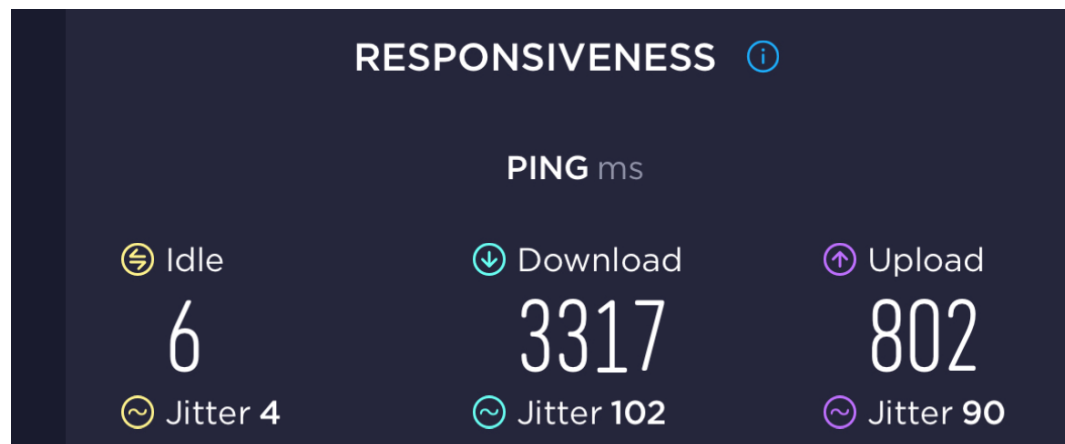 RESPONSIVENESS
PING ms
Idle Download Upload
6 3317 802
Jitter 4 Jitter 102 Jitter 90